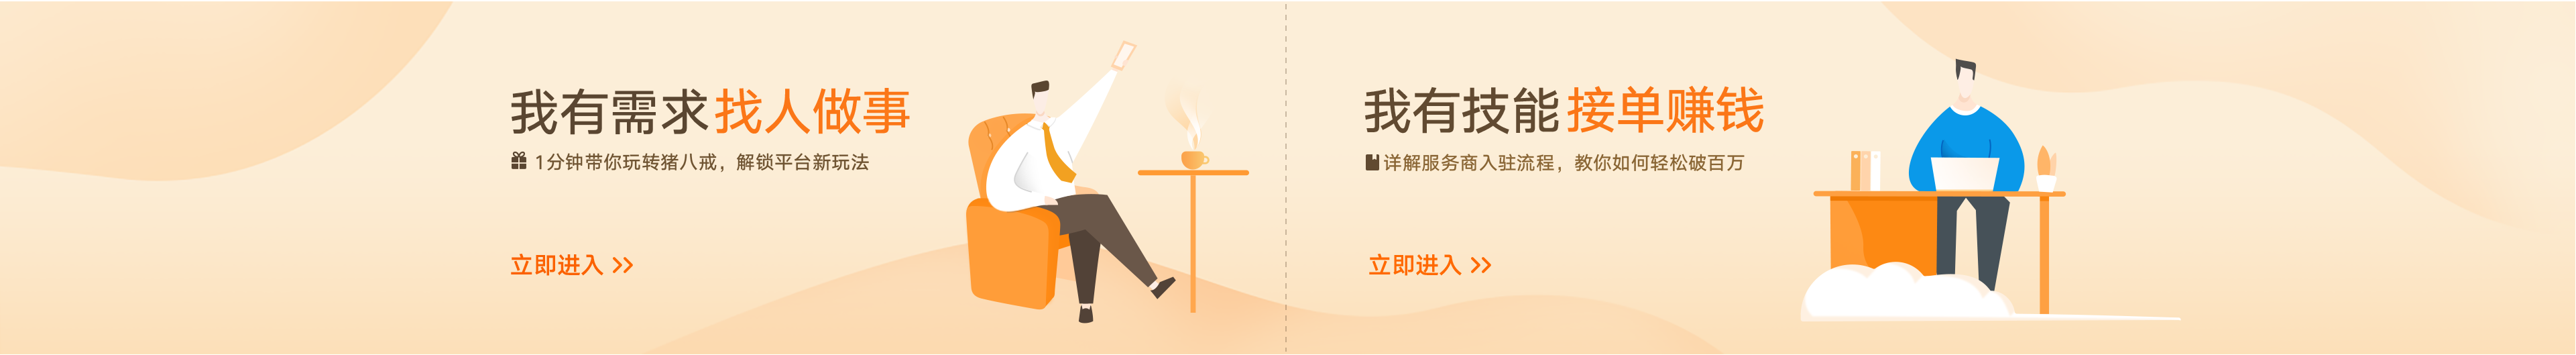 我有需求 找人做事
1分钟带你玩转猪八戒，解锁平台新玩法
立即进入 >>
我有技能 接单赚钱
详解服务商入驻流程，教你如何轻松破百万
立即进入 >>